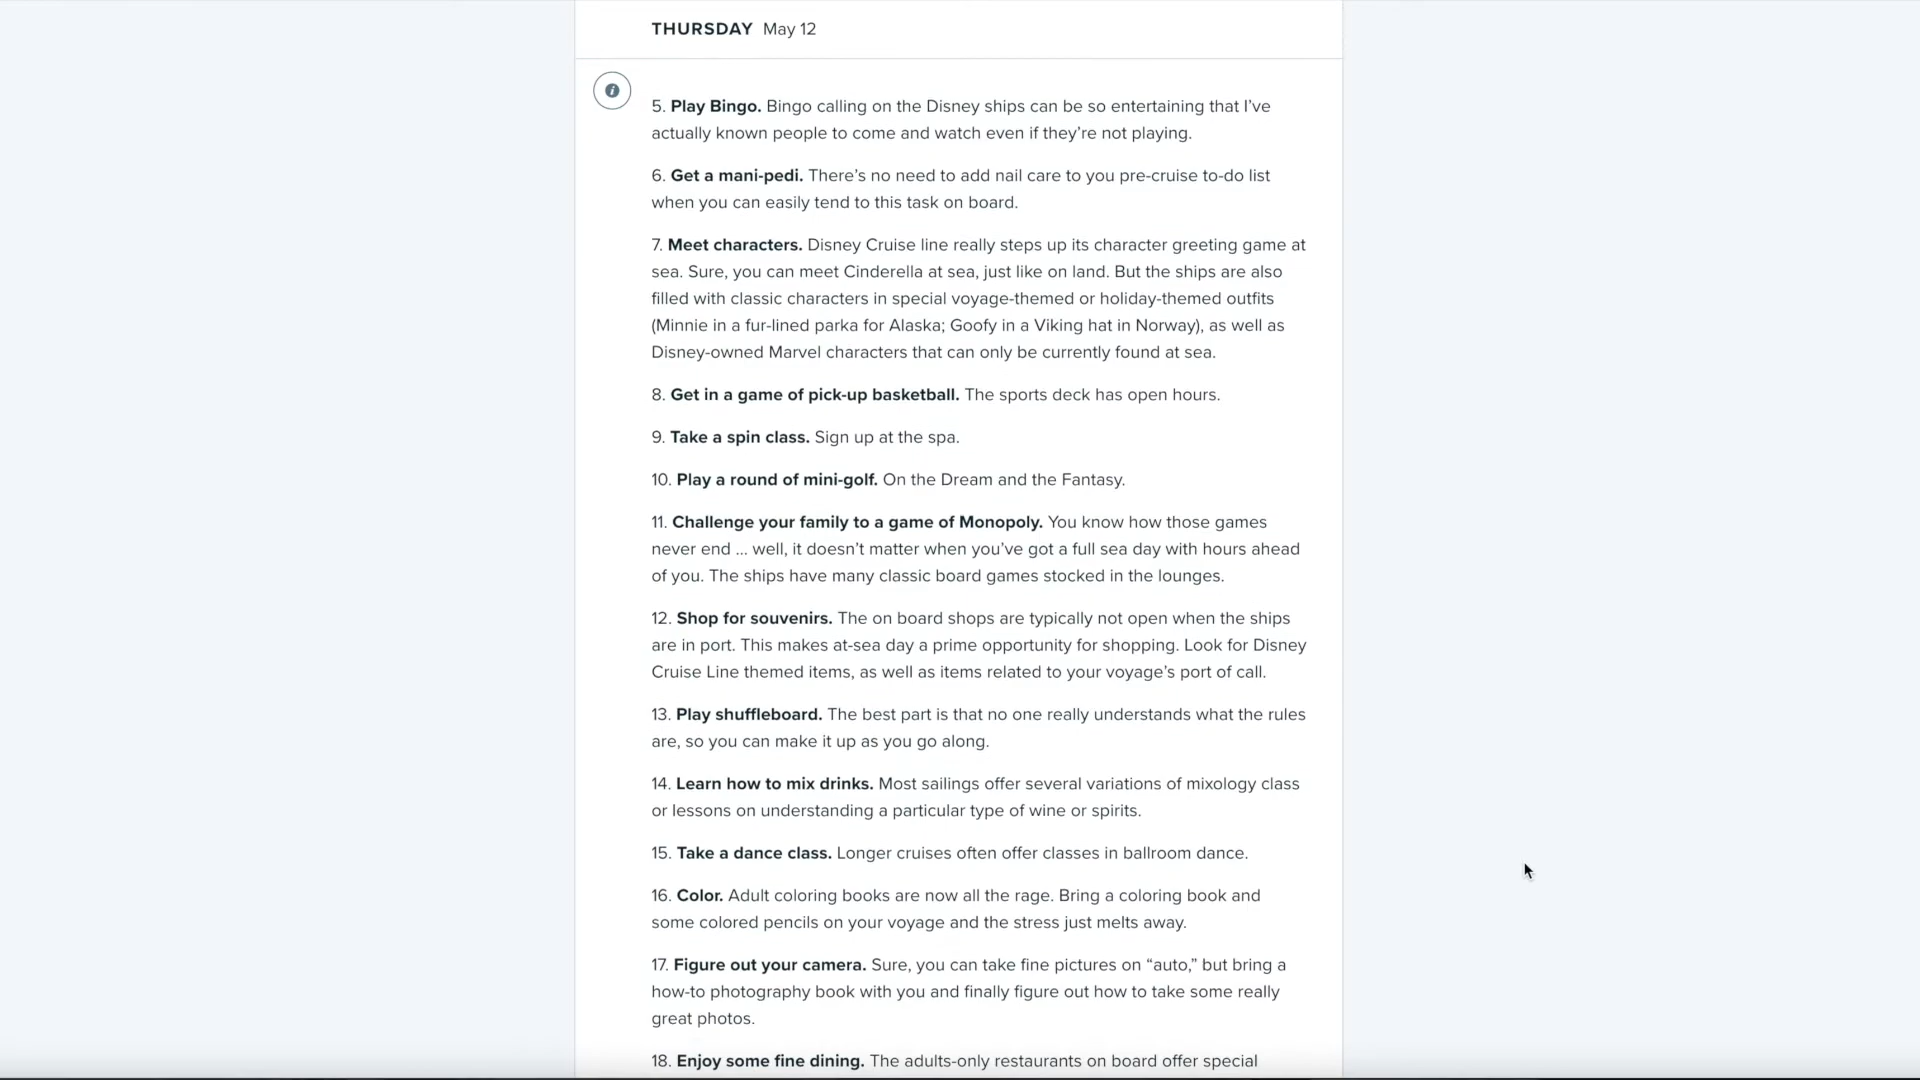 THURSDAY May 12
5. Play Bingo. Bingo calling on the Disney ships can be so entertaining that I’ve
actually known people to come and watch even if they’re not playing.
6. Get a mani-pedi. There’s no need to add nail care to you pre-cruise to-do list
when you can easily tend to this task on board.
7. Meet characters. Disney Cruise line really steps up its character greeting game at
sea. Sure, you can meet Cinderella at sea, just like on land. But the ships are also
filled with classic characters in special voyage-themed or holiday-themed outfits
(Minnie in a fur-lined parka for Alaska; Goofy in a Viking hat in Norway), as well as
Disney-owned Marvel characters that can only be currently found at sea.
8. Get in a game of pick-up basketball. The sports deck has open hours.
9. Take a spin class. Sign up at the spa.
10. Play a round of mini-golf. On the Dream and the Fantasy.
11. Challenge your family to a game of Monopoly. You know how those games
never end ... well, it doesn’t matter when you’ve got a full sea day with hours ahead
of you. The ships have many classic board games stocked in the lounges.
12. Shop for souvenirs. The on board shops are typically not open when the ships
are in port. This makes at-sea day a prime opportunity for shopping. Look for Disney
Cruise Line themed items, as well as items related to your voyage’s port of call.
13. Play shuffleboard. The best part is that no one really understands what the rules
are, so you can make it up as you go along.
14. Learn how to mix drinks. Most sailings offer several variations of mixology class
or lessons on understanding a particular type of wine or spirits.
15. Take a dance class. Longer cruises often offer classes in ballroom dance.
16. Color. Adult coloring books are now all the rage. Bring a coloring book and
some colored pencils on your voyage and the stress just melts away.
17. Figure out your camera. Sure, you can take fine pictures on “auto,” but bring a
how-to photography book with you and finally figure out how to take some really
great photos.
18. Enjoy some fine dining. The adults-only restaurants on board offer special